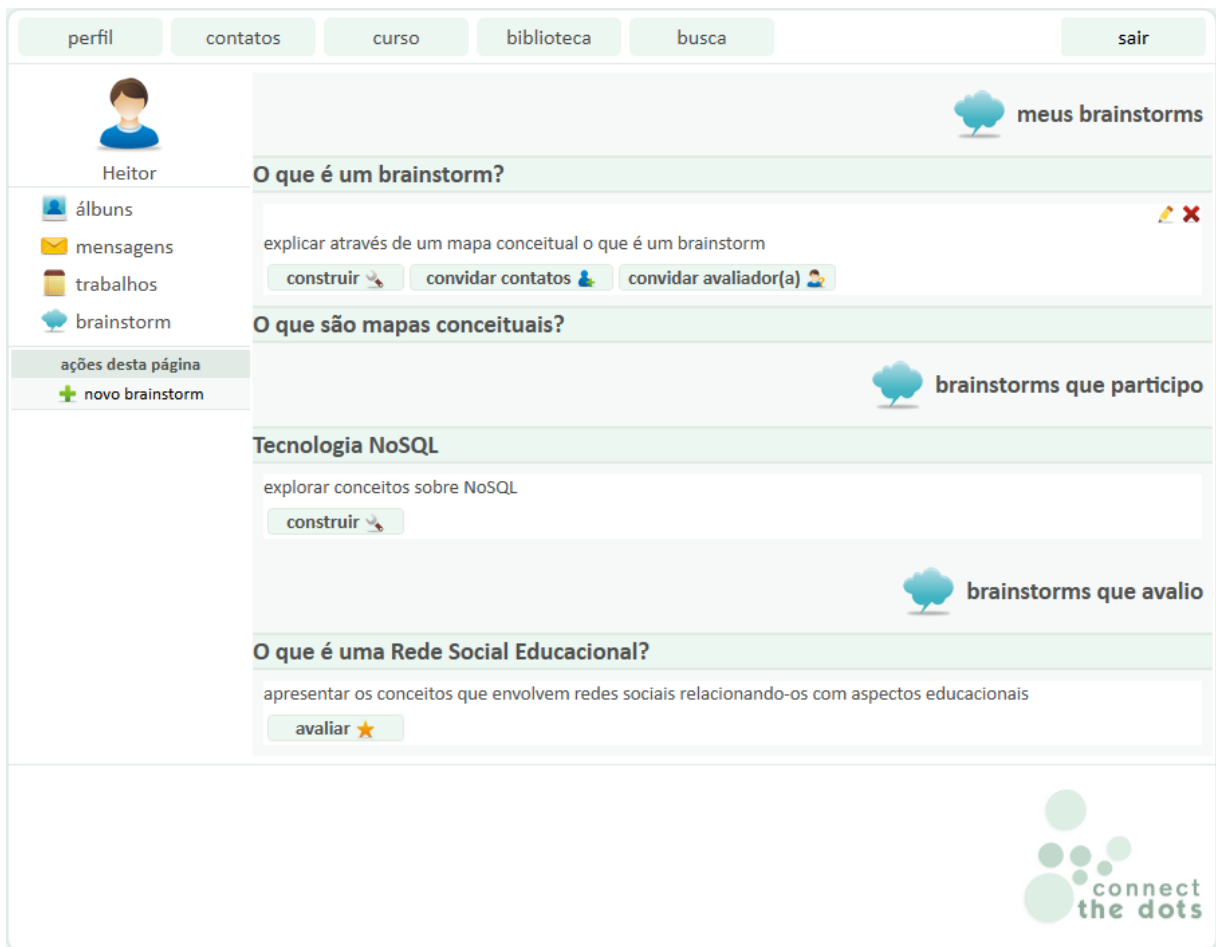 perfil contatos curso biblioteca busca sair
Heitor
álbuns
mensagens
trabalhos
brainstorm
ações desta página
novo brainstorm
meus brainstorms
O que é um brainstorm?
explicar através de um mapa conceitual o que é um brainstorm
construir convidar contatos convidar avaliador(a)
O que são mapas conceituais?
brainstorms que participo
Tecnologia NoSQL
explorar conceitos sobre NoSQL
construir
brainstorms que avalio
O que é uma Rede Social Educacional?
apresentar os conceitos que envolvem redes sociais relacionando-os com aspectos educacionais
avaliar
connect
the dots